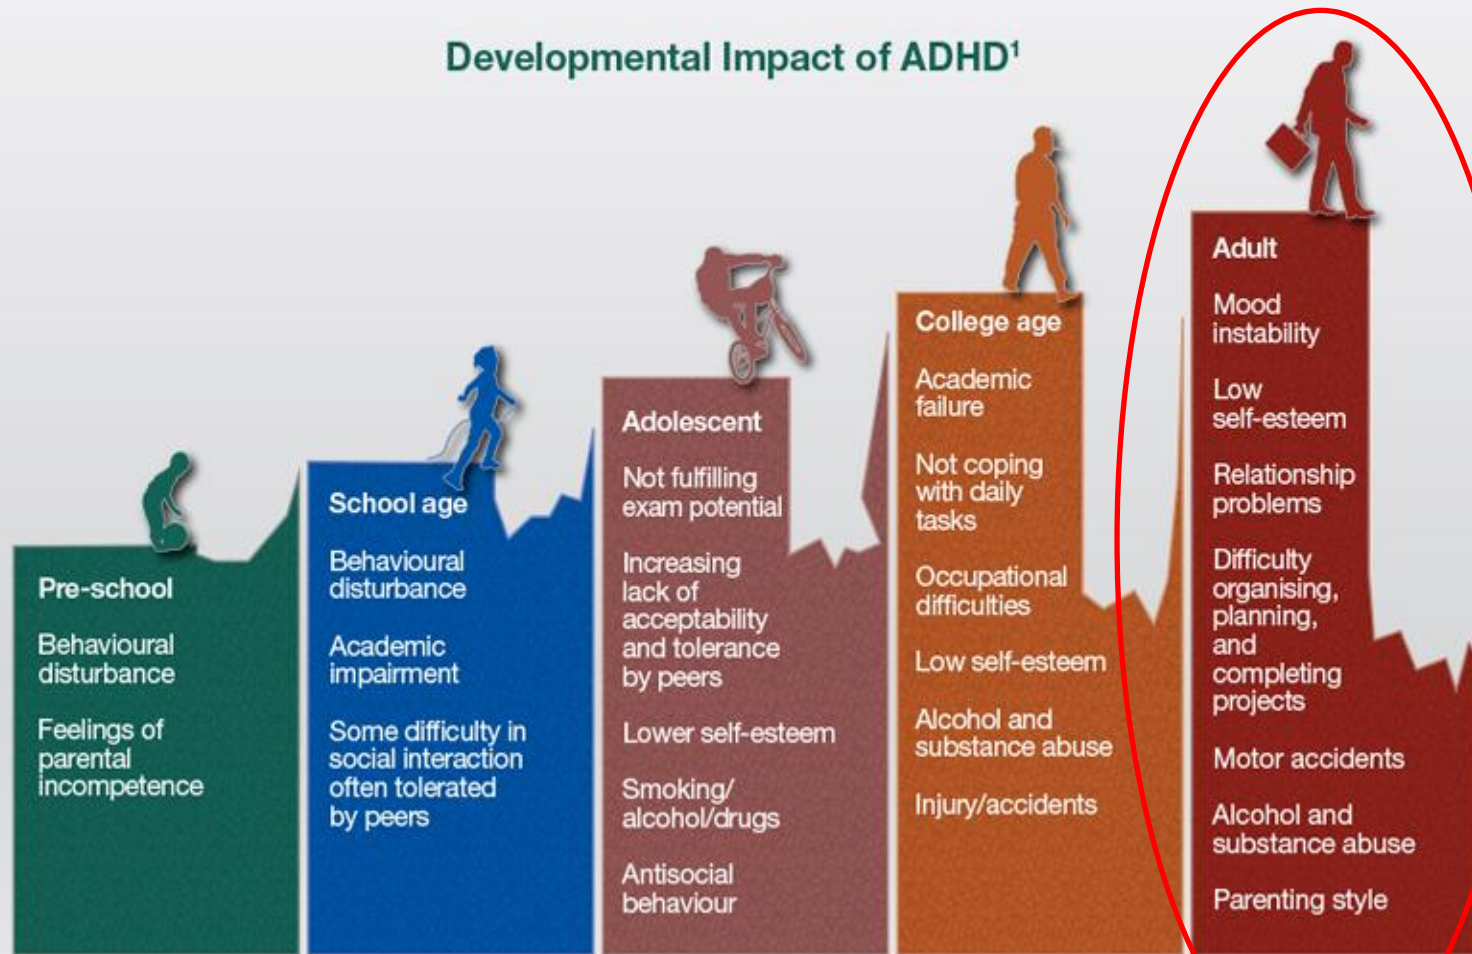 Developmental Impact of ADHD¹
Pre-school
Behavioural
disturbance
Feelings of
parental
incompetence
School age
Behavioural
disturbance
Academic
impairment
Some difficulty in
social interaction
often tolerated
by peers
Adolescent
Not fulfilling
exam potential
Increasing
lack of
acceptability
and tolerance
by peers
Lower self-esteem
Smoking/
alcohol/drugs
Antisocial
behaviour
College age
Academic
failure
Not coping
with daily
tasks
Occupational
difficulties
Low self-esteem
Alcohol and
substance abuse
Injury/accidents
Adult
Mood
instability
Low
self-esteem
Relationship
problems
Difficulty
organising,
planning,
and
completing
projects
Motor accidents
Alcohol and
substance abuse
Parenting style